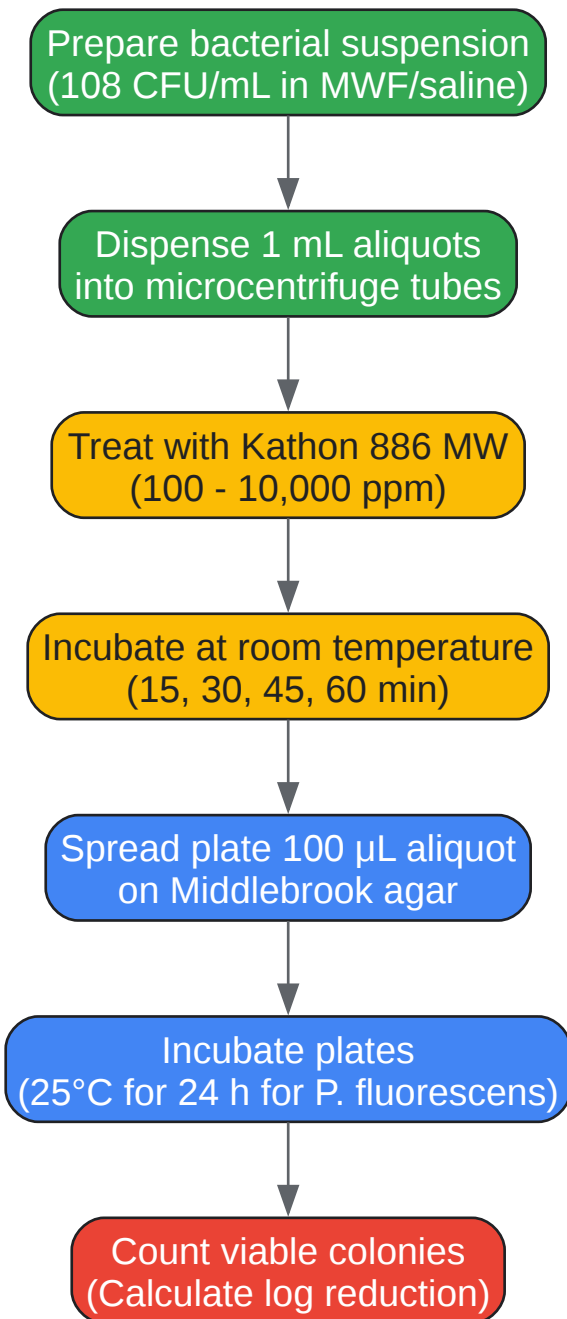 Prepare bacterial suspension
(108 CFU/mL in MWF/saline)
Dispense 1 mL aliquots
into microcentrifuge tubes
Treat with Kathon 886 MW
(100 - 10,000 ppm)
Incubate at room temperature
(15, 30, 45, 60 min)
Spread plate 100 μL aliquot
on Middlebrook agar
Incubate plates
(25°C for 24 h for P. fluorescens)
Count viable colonies
(Calculate log reduction)